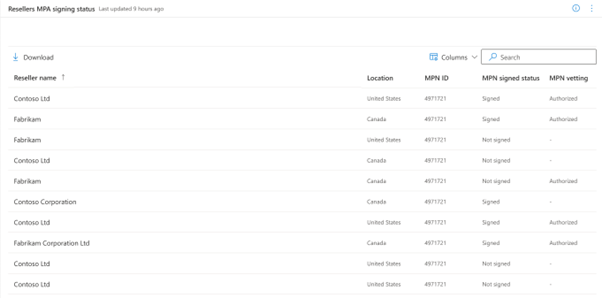 Resellers MPA signing status Last updated 9 hours ago
Download Columns Search
Reseller name ↑ Location MPN ID MPN signed status MPN vetting
Contoso Ltd United States 4971721 Signed Authorized
Fabrikam Canada 4971721 Signed Authorized
Fabrikam United States 4971721 Not signed -
Contoso Ltd Canada 4971721 Not signed -
Fabrikam Canada 4971721 Not signed Authorized
Contoso Corporation Canada 4971721 Signed -
Contoso Ltd United States 4971721 Signed Authorized
Fabrikam Corporation Ltd Canada 4971721 Signed Authorized
Contoso Ltd United States 4971721 Not signed -
Contoso Ltd United States 4971721 Not signed -